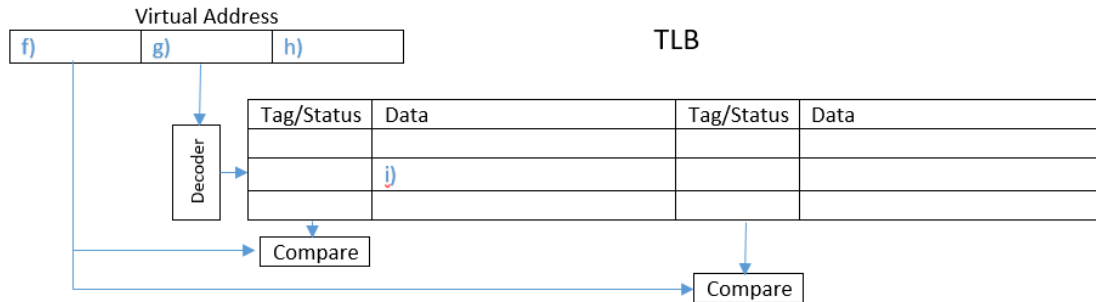 Virtual Address
f) g) h)
TLB
Tag/Status Data Tag/Status Data
Decoder
i)
Compare
Compare